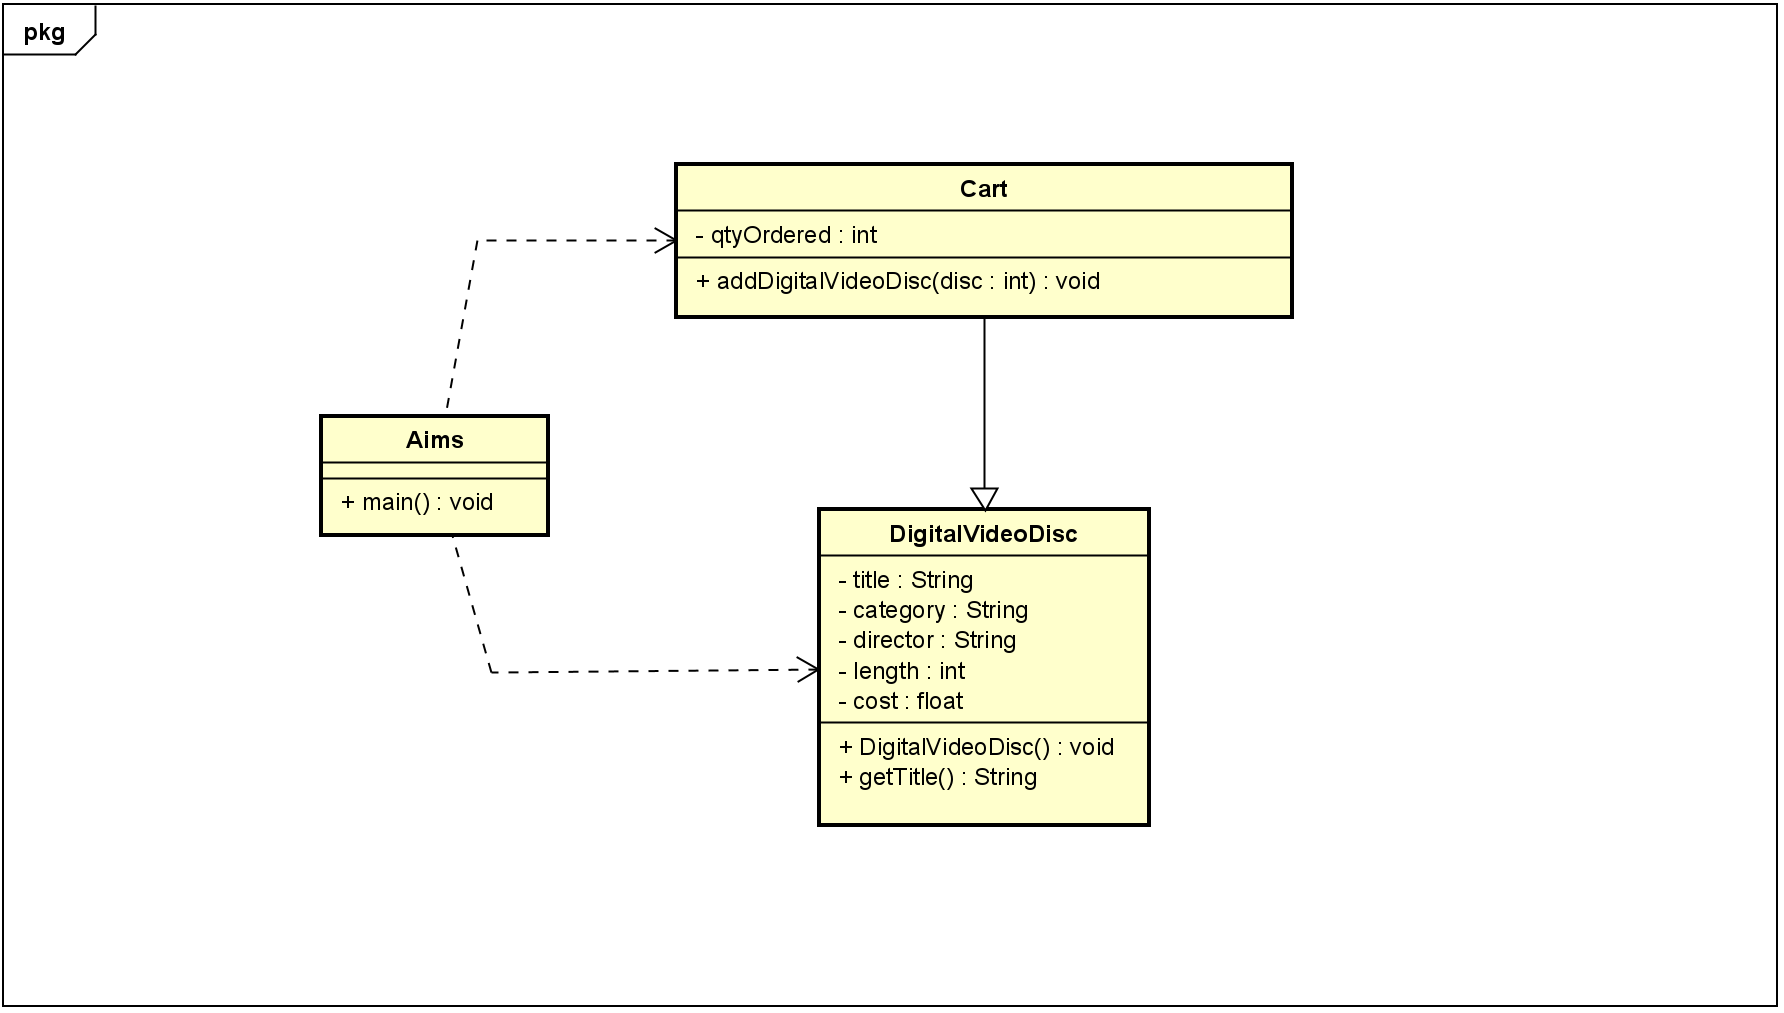 pkg
Cart
- qtyOrdered : int
+ addDigitalVideoDisc(disc : int) : void
Aims
+ main() : void
DigitalVideoDisc
- title : String
- category : String
- director : String
- length : int
- cost : float
+ DigitalVideoDisc() : void
+ getTitle() : String